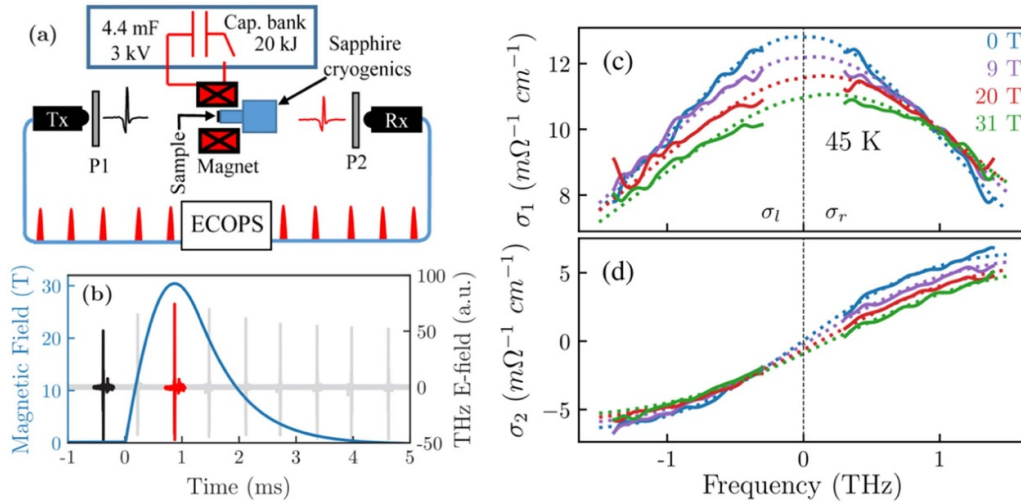 (a)
4.4 mF
3 kV
Cap. bank
20 kJ
Sapphire
cryogenics
Tx
Rx
P1
Sample
Magnet
P2
ECOPS
(b)
Magnetic Field (T)
30
20
10
0
THz E-field (a.u.)
100
50
0
-50
-1 0 1 2 3 4 5
Time (ms)
(c)
0 T
9 T
20 T
31 T
45 K
σl σr
σ1 (mΩ−1 cm−1)
12
10
8
(d)
σ2 (mΩ−1 cm−1)
5
0
−5
-1 0 1
Frequency (THz)